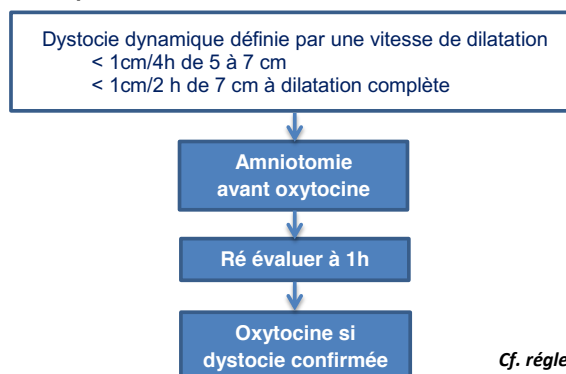 Dystocie dynamique définie par une vitesse de dilatation
< 1cm/4h de 5 à 7 cm
< 1cm/2 h de 7 cm à dilatation complète
Amniotomie
avant oxytocine
Ré évaluer à 1h
Oxytocine si
dystocie confirmée
Cf. régle